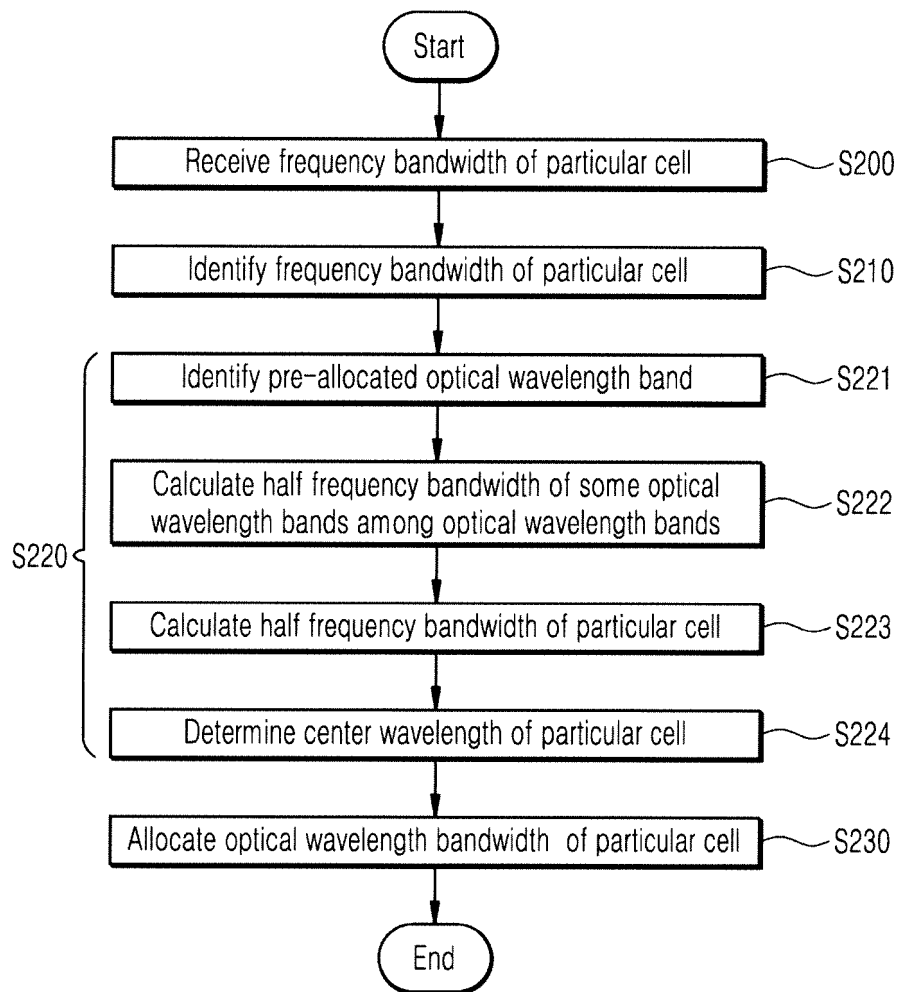 Start
Receive frequency bandwidth of particular cell
S200
Identify frequency bandwidth of particular cell
S210
Identify pre-allocated optical wavelength band
S221
Calculate half frequency bandwidth of some optical
wavelength bands among optical wavelength bands
S222
S220
Calculate half frequency bandwidth of particular cell
S223
Determine center wavelength of particular cell
S224
Allocate optical wavelength bandwidth of particular cell
S230
End